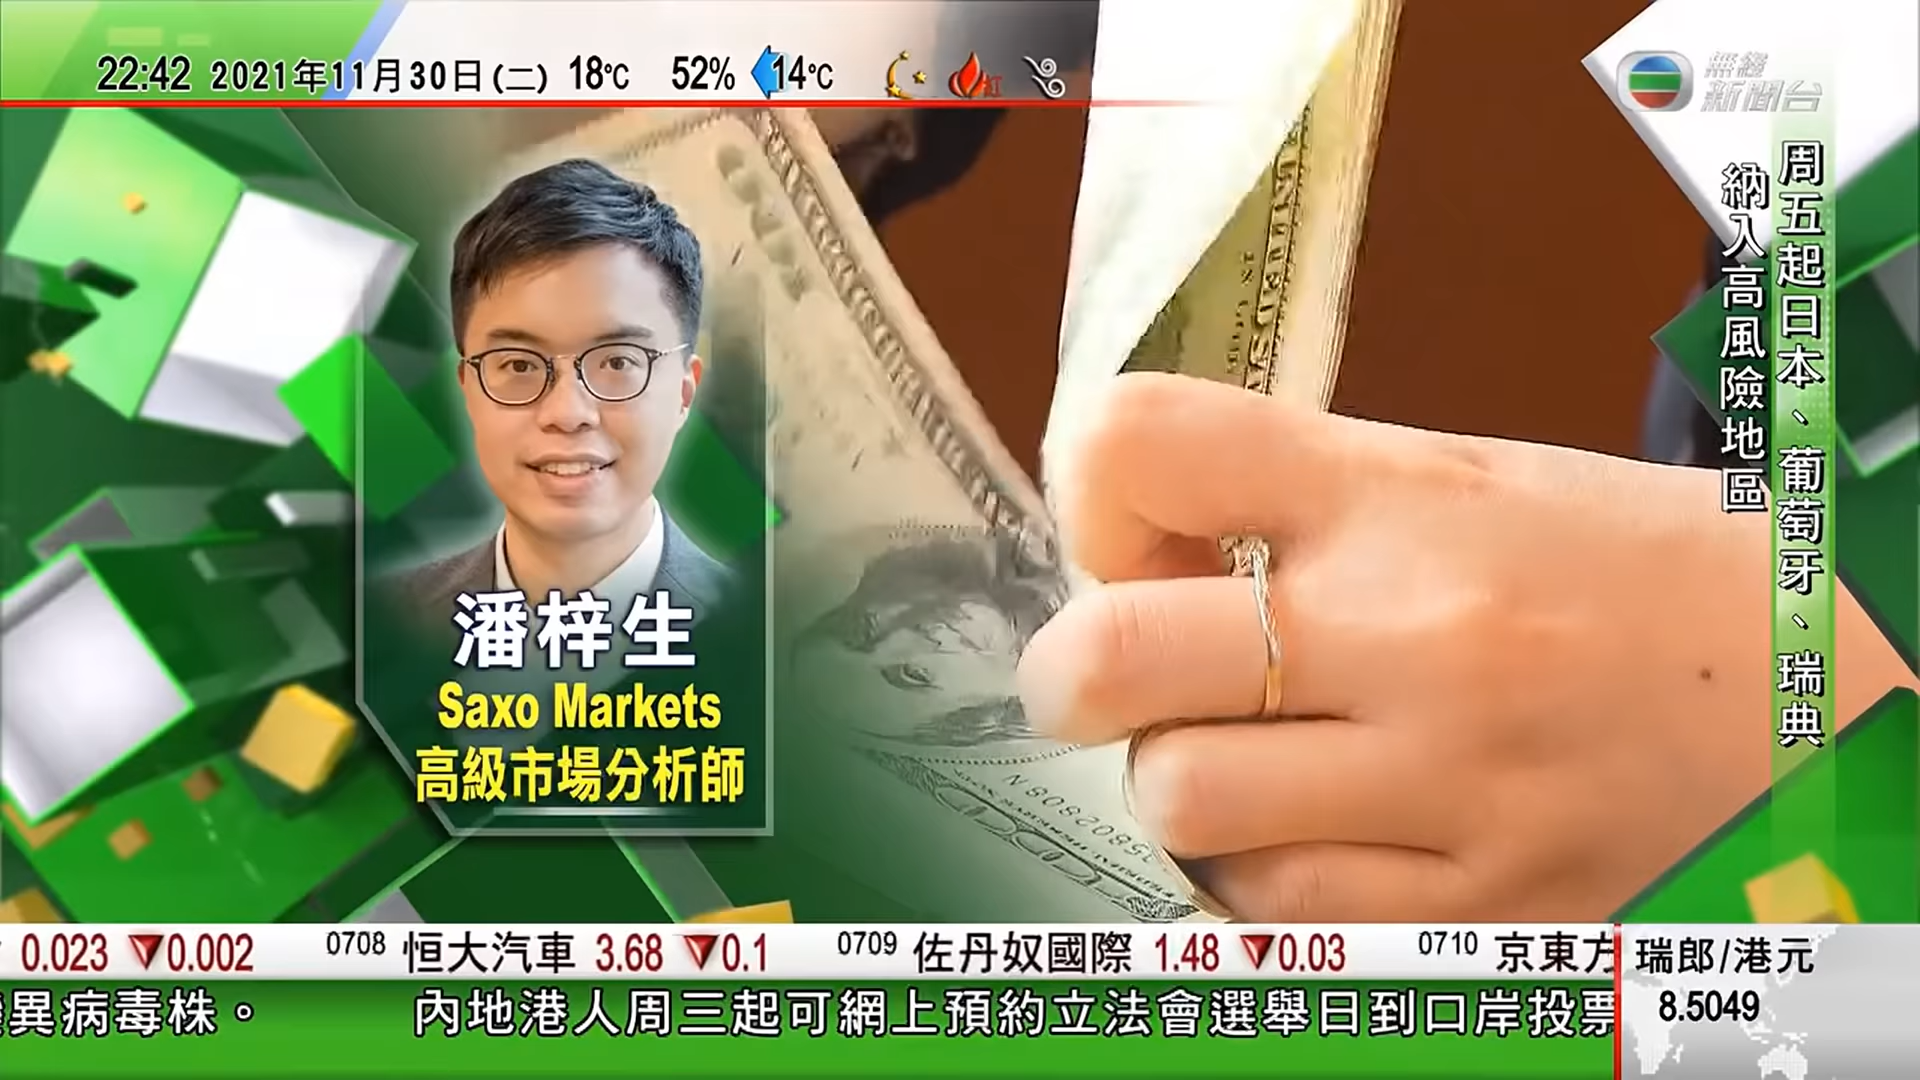 22:42 2021年11月30日(二) 18℃ 52% 14℃ 紅
無綫
新聞台
周五起日本、葡萄牙、瑞典
納入高風險地區
潘梓生
Saxo Markets
高級市場分析師
0.023 ▼0.002 0708 恒大汽車 3.68 ▼0.1 0709 佐丹奴國際 1.48 ▼0.03 0710 京東方
異病毒株。 內地港人周三起可網上預約立法會選舉日到口岸投票
瑞郎/港元
8.5049